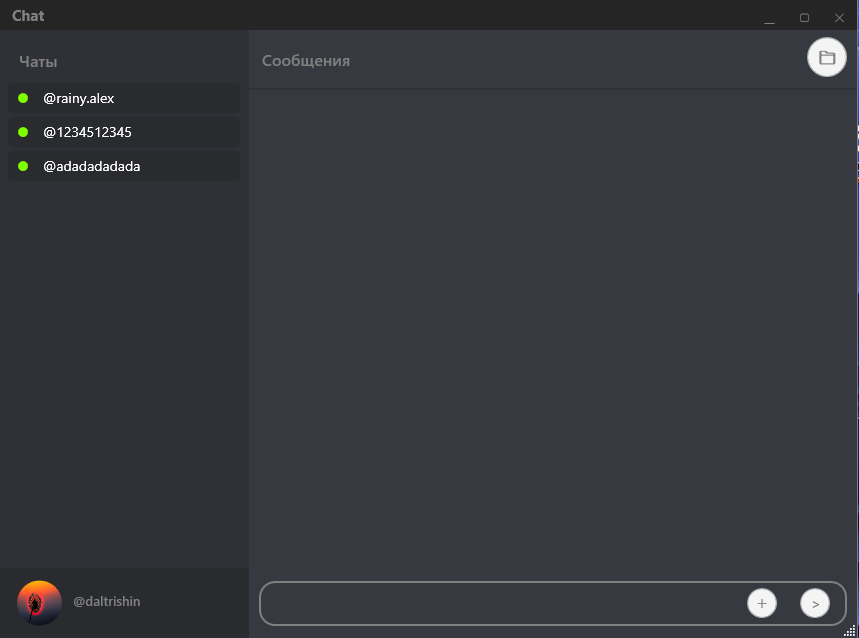 Chat
Чаты
Сообщения
@rainy.alex
@1234512345
@adadadadada
@daltrishin
+
>